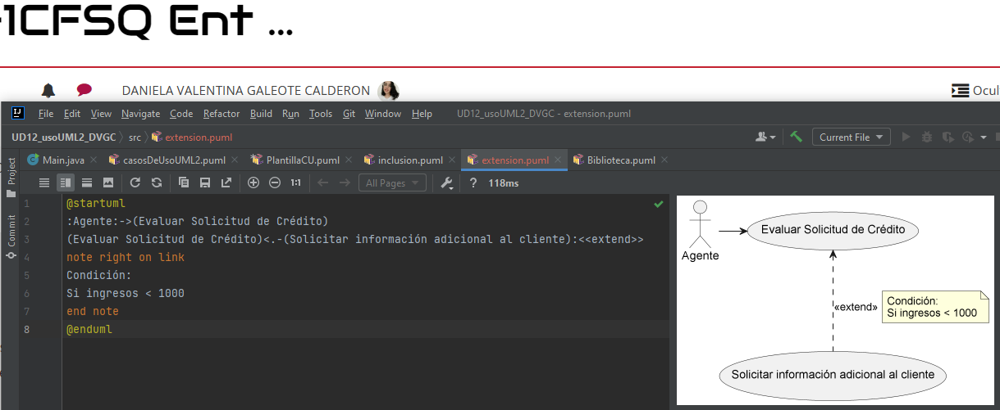 1CFSQ Ent ...
DANIELA VALENTINA GALEOTE CALDERON
Ocul
IJ File Edit View Navigate Code Refactor Build Run Tools Git Window Help UD12_usoUML2_DVGC - extension.puml
UD12_usoUML2_DVGC src extension.puml
Current File
Main.java casosDeUsoUML2.puml PlantillaCU.puml inclusion.puml extension.puml Biblioteca.puml
1:1 All Pages ? 118ms
Project
Commit
1 @startuml
2 :Agente:->(Evaluar Solicitud de Crédito)
3 (Evaluar Solicitud de Crédito)<.-(Solicitar información adicional al cliente):<<extend>>
4 note right on link
5 Condición:
6 Si ingresos < 1000
7 end note
8 @enduml
Evaluar Solicitud de Crédito
Agente
«extend»
Condición:
Si ingresos < 1000
Solicitar información adicional al cliente